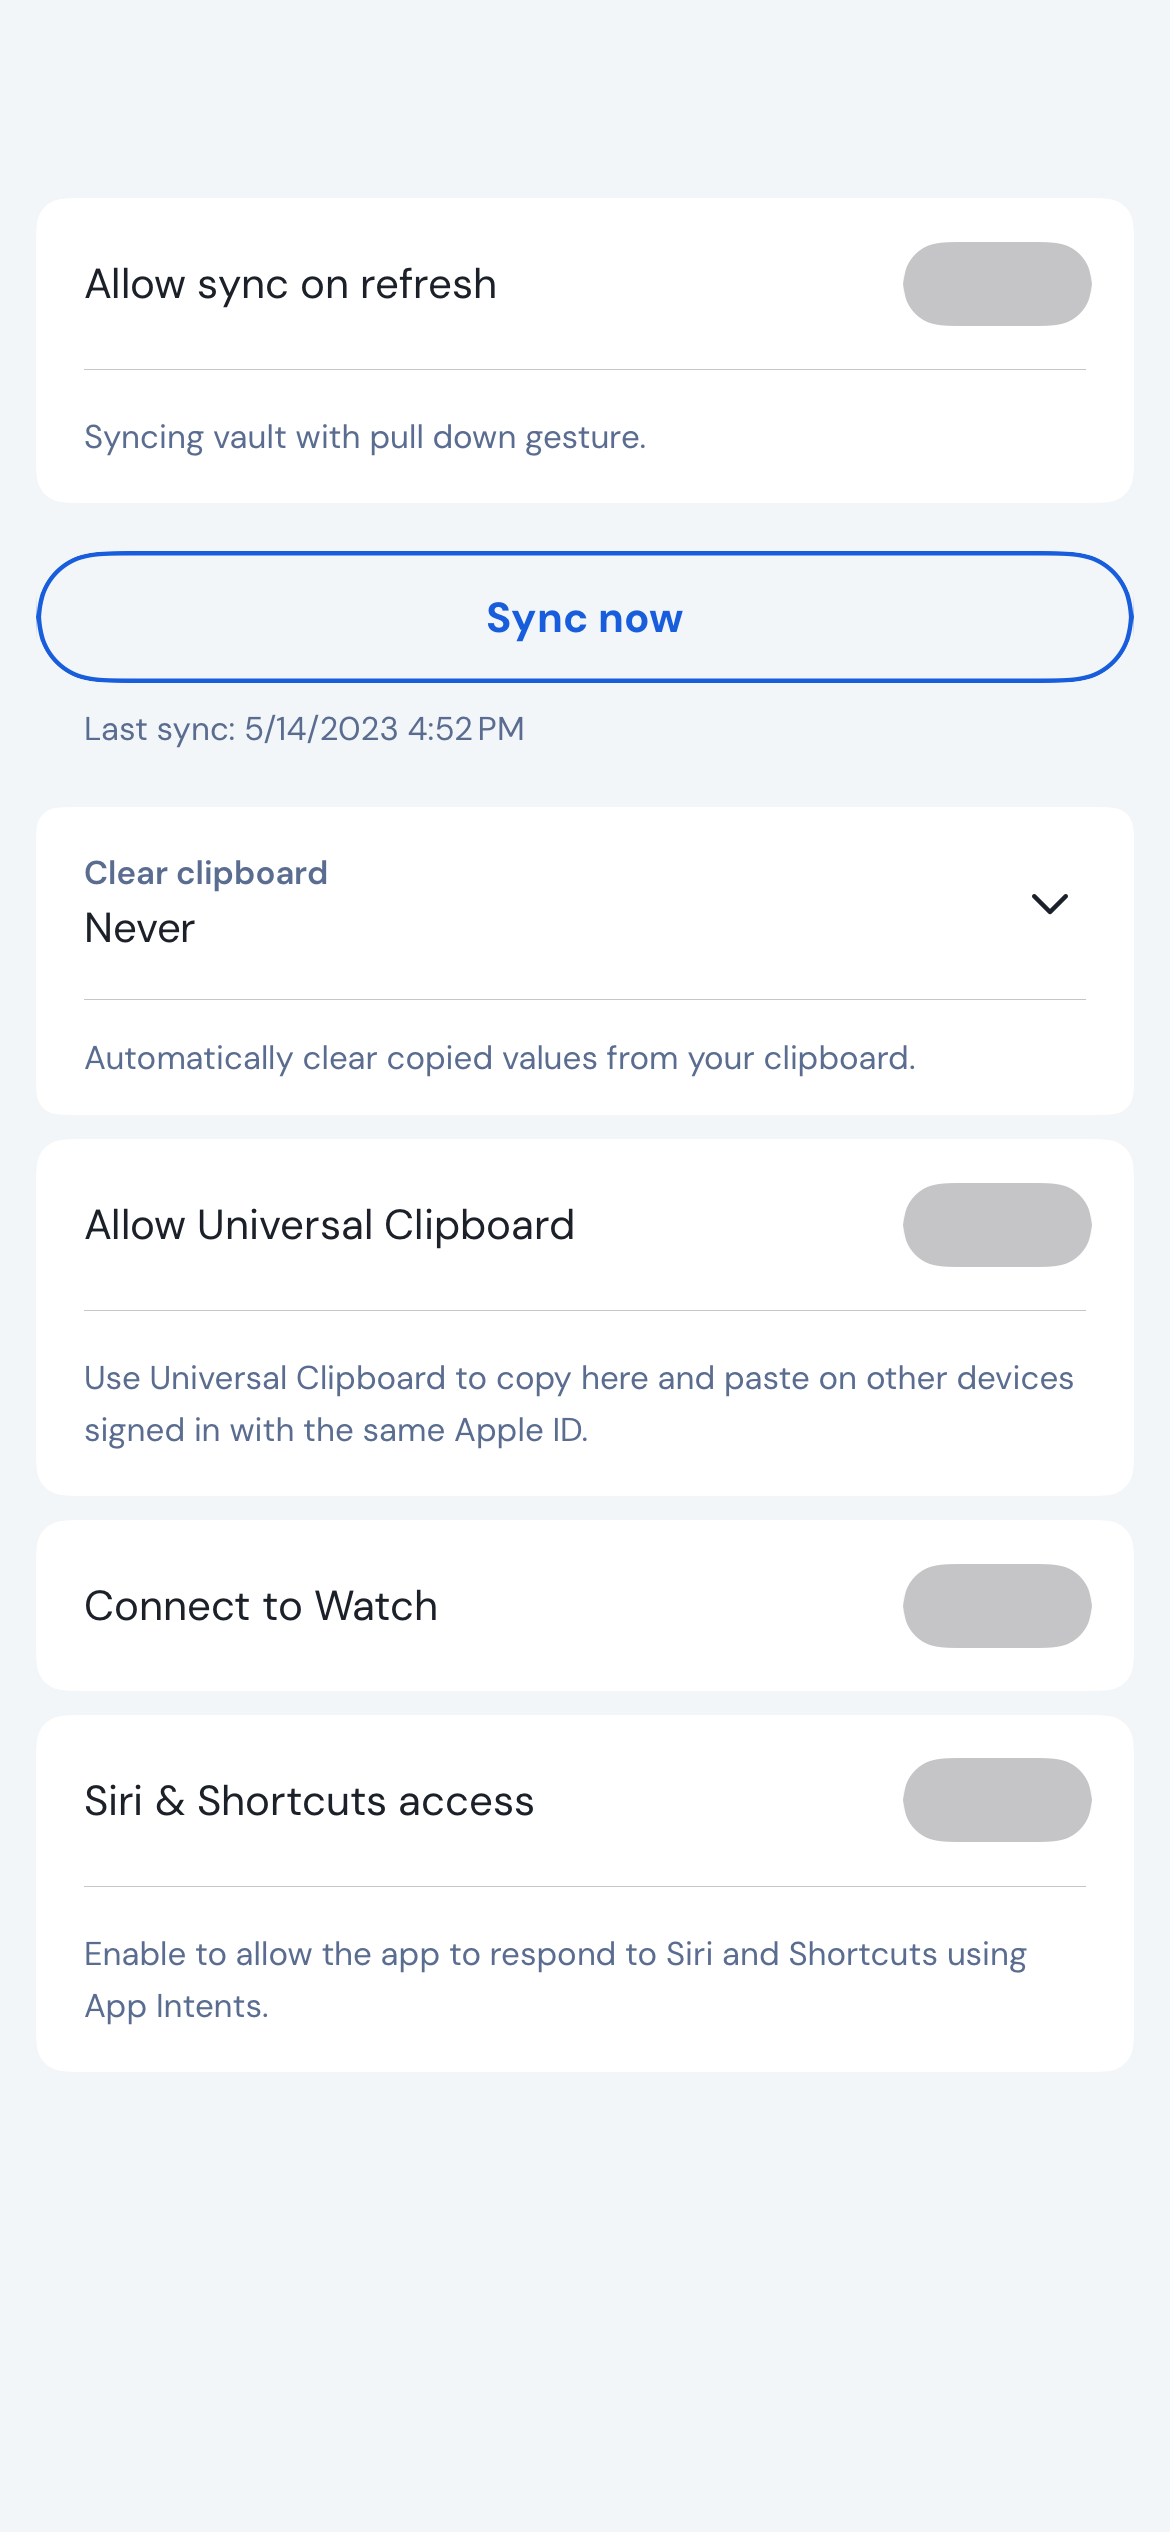 Allow sync on refresh
Syncing vault with pull down gesture.
Sync now
Last sync: 5/14/2023 4:52 PM
Clear clipboard
Never
Automatically clear copied values from your clipboard.
Allow Universal Clipboard
Use Universal Clipboard to copy here and paste on other devices
signed in with the same Apple ID.
Connect to Watch
Siri & Shortcuts access
Enable to allow the app to respond to Siri and Shortcuts using
App Intents.